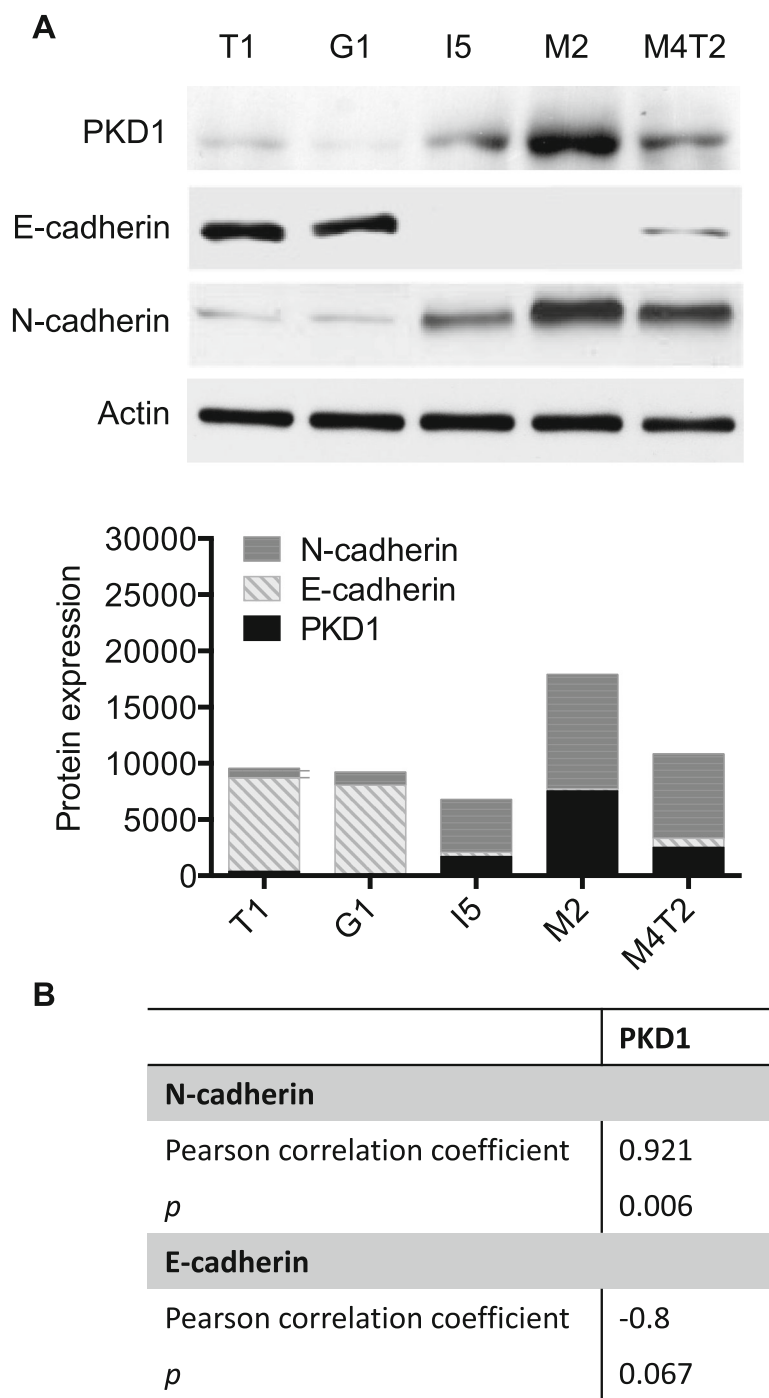 A
T1 G1 I5 M2 M4T2
PKD1
E-cadherin
N-cadherin
Actin
Protein expression
30000
25000
20000
15000
10000
5000
0
N-cadherin
E-cadherin
PKD1
T1 G1 I5 M2 M4T2
B
PKD1
N-cadherin
Pearson correlation coefficient 0.921
p 0.006
E-cadherin
Pearson correlation coefficient -0.8
p 0.067